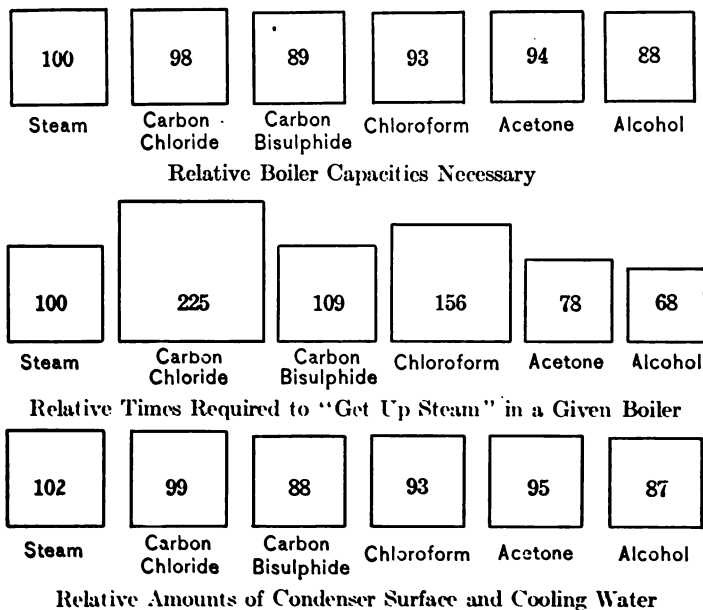 100 98 89 93 94 88
Steam Carbon Chloride Carbon Bisulphide Chloroform Acetone Alcohol
Relative Boiler Capacities Necessary
100 225 109 156 78 68
Steam Carbon Chloride Carbon Bisulphide Chloroform Acetone Alcohol
Relative Times Required to "Get Up Steam" in a Given Boiler
102 99 88 93 95 87
Steam Carbon Chloride Carbon Bisulphide Chloroform Acetone Alcohol
Relative Amounts of Condenser Surface and Cooling Water